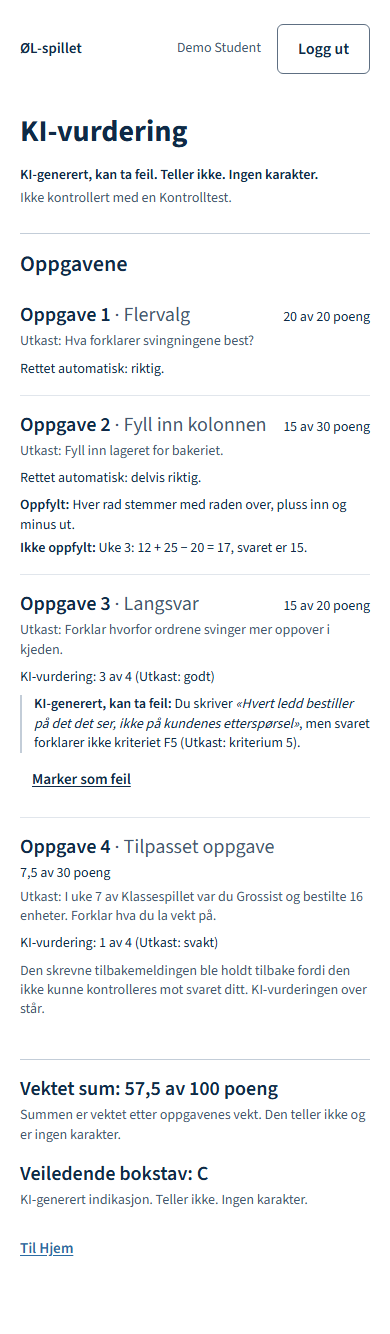 ØL-spillet
Demo Student
Logg ut
KI-vurdering
KI-generert, kan ta feil. Teller ikke. Ingen karakter.
Ikke kontrollert med en Kontrolltest.
Oppgavene
Oppgave 1 · Flervalg
20 av 20 poeng
Utkast: Hva forklarer svingningene best?
Rettet automatisk: riktig.
Oppgave 2 · Fyll inn kolonnen
15 av 30 poeng
Utkast: Fyll inn lageret for bakeriet.
Rettet automatisk: delvis riktig.
Oppfylt: Hver rad stemmer med raden over, pluss inn og
minus ut.
Ikke oppfylt: Uke 3: 12 + 25 − 20 = 17, svaret er 15.
Oppgave 3 · Langsvar
15 av 20 poeng
Utkast: Forklar hvorfor ordrene svinger mer oppover i
kjeden.
KI-vurdering: 3 av 4 (Utkast: godt)
KI-generert, kan ta feil: Du skriver «Hvert ledd bestiller
på det det ser, ikke på kundenes etterspørsel», men svaret
forklarer ikke kriteriet F5 (Utkast: kriterium 5).
Marker som feil
Oppgave 4 · Tilpasset oppgave
7,5 av 30 poeng
Utkast: I uke 7 av Klassespillet var du Grossist og bestilte 16
enheter. Forklar hva du la vekt på.
KI-vurdering: 1 av 4 (Utkast: svakt)
Den skrevne tilbakemeldingen ble holdt tilbake fordi den
ikke kunne kontrolleres mot svaret ditt. KI-vurderingen over
står.
Vektet sum: 57,5 av 100 poeng
Summen er vektet etter oppgavenes vekt. Den teller ikke og
er ingen karakter.
Veiledende bokstav: C
KI-generert indikasjon. Teller ikke. Ingen karakter.
Til Hjem